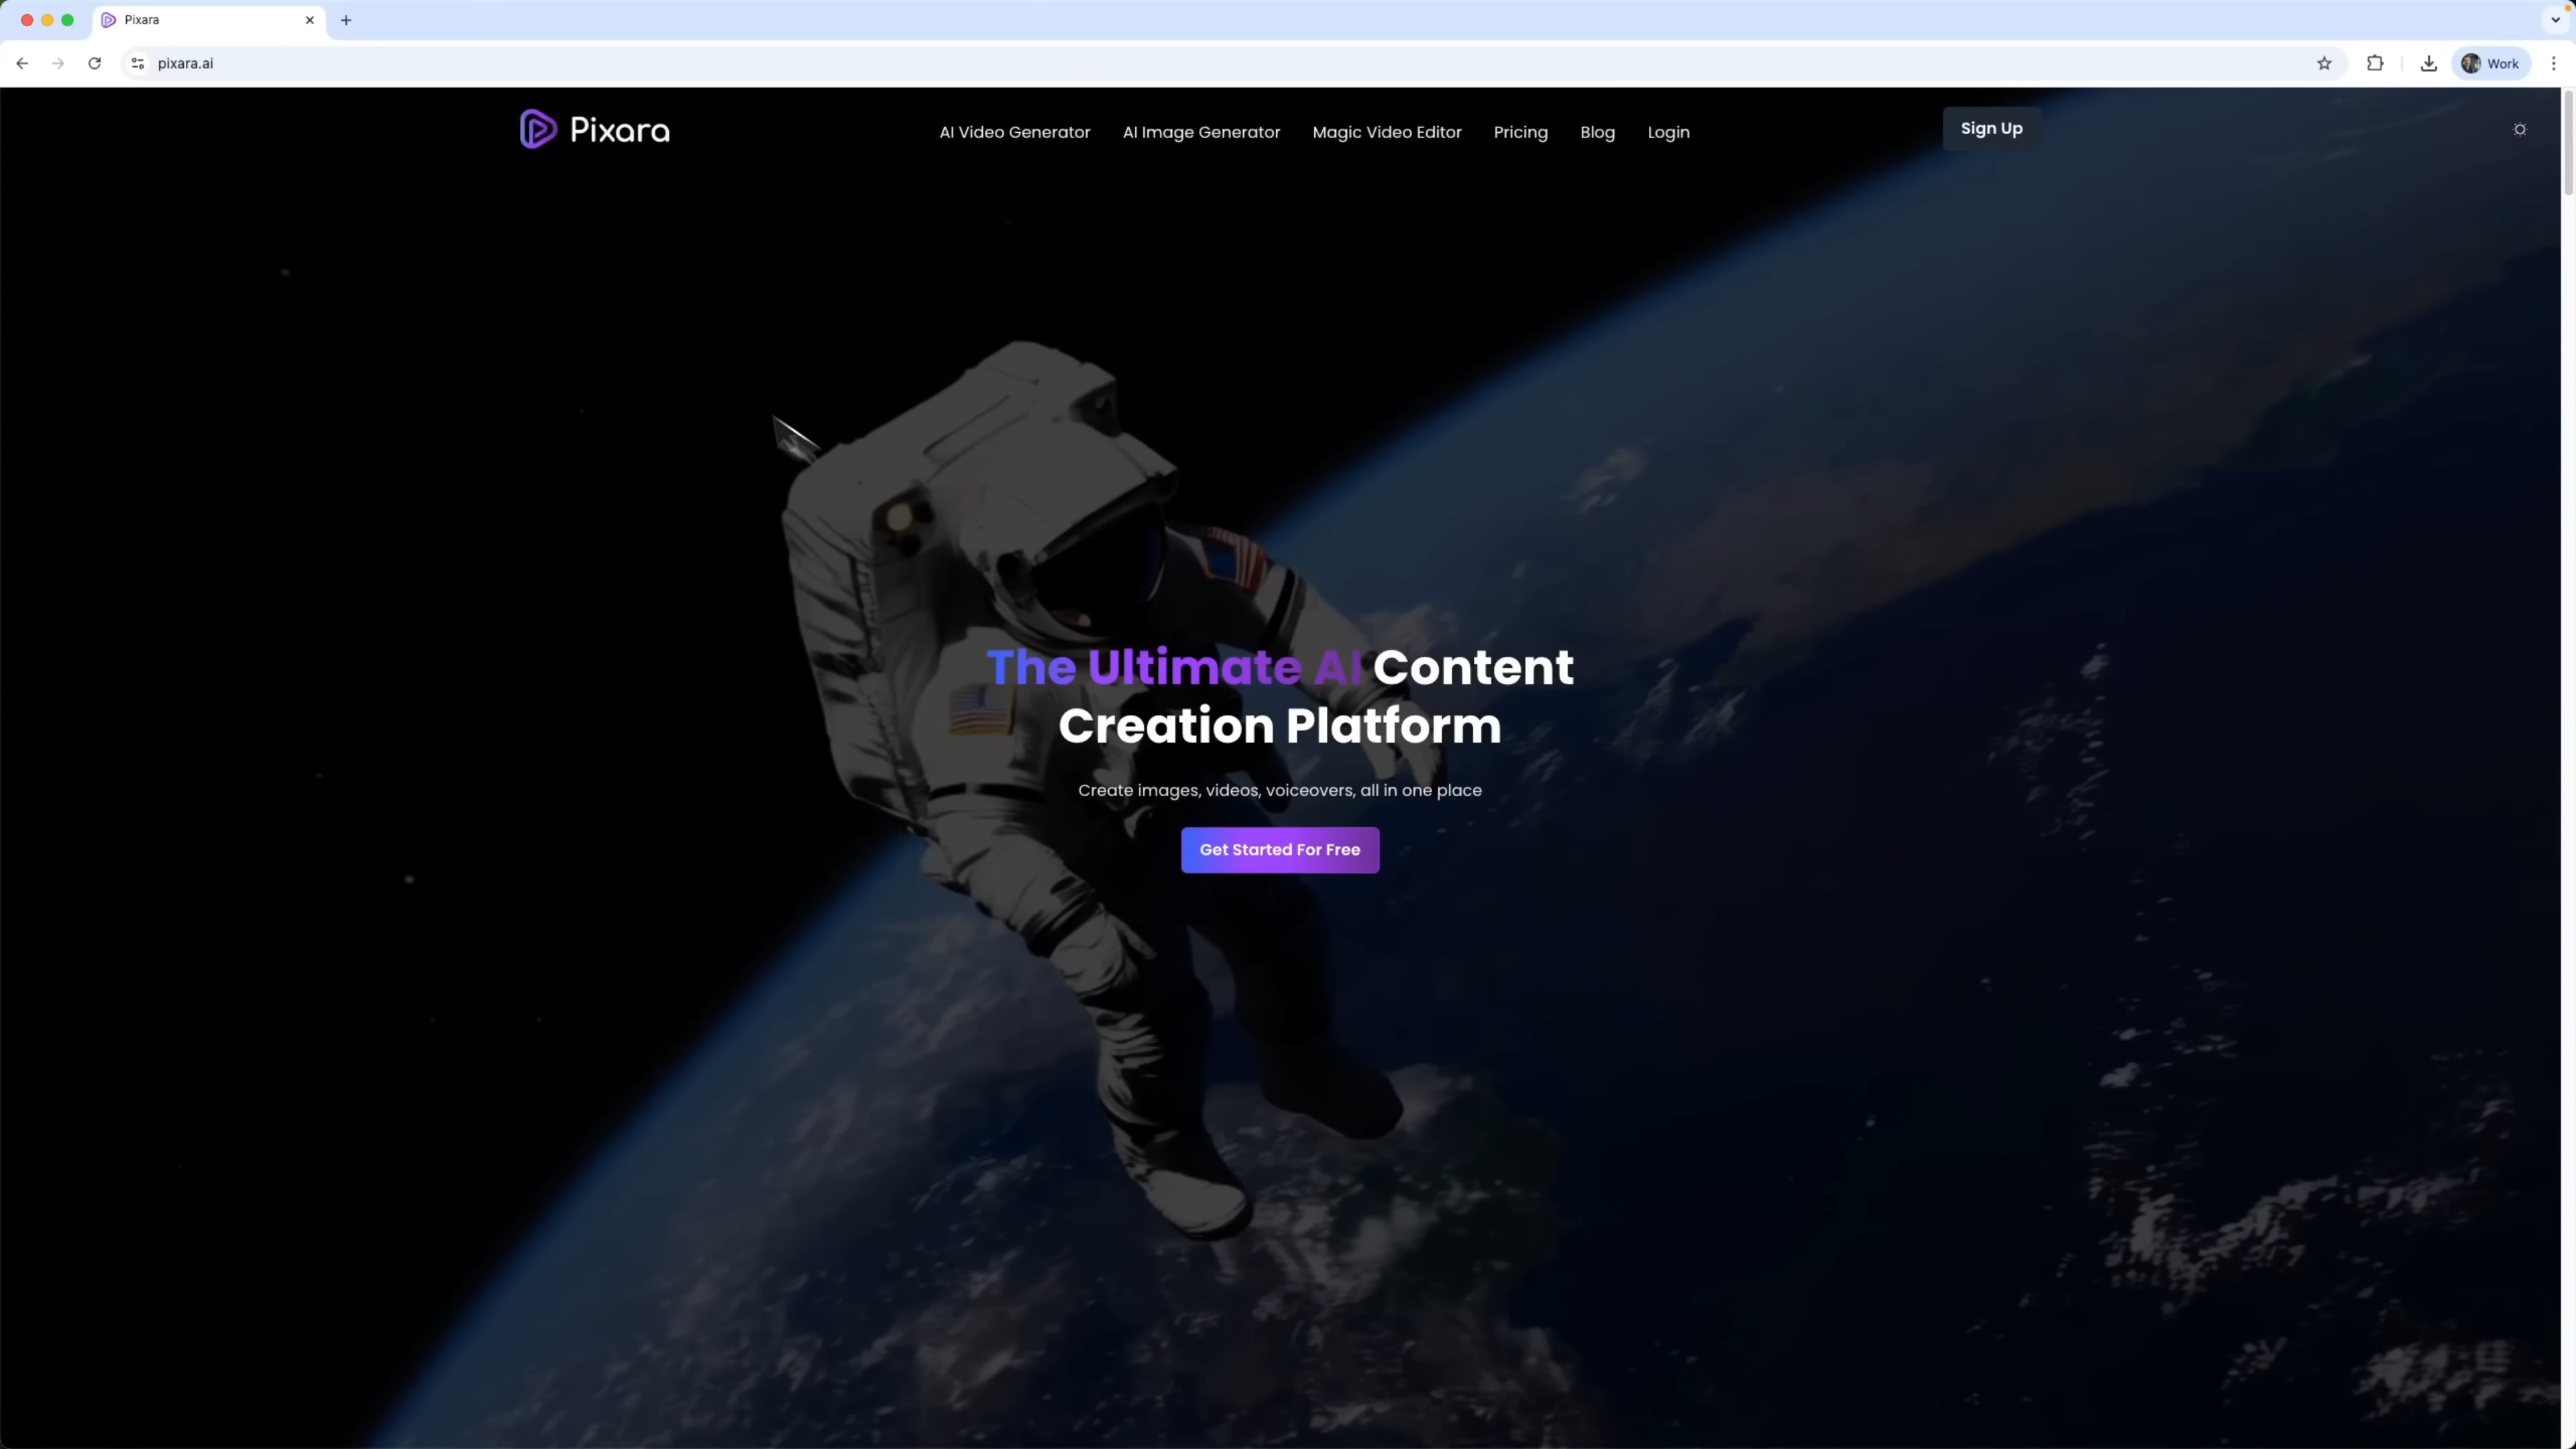 Pixara
pixara.ai
Work
Pixara
AI Video Generator
AI Image Generator
Magic Video Editor
Pricing
Blog
Login
Sign Up
The Ultimate AI Content
Creation Platform
Create images, videos, voiceovers, all in one place
Get Started For Free